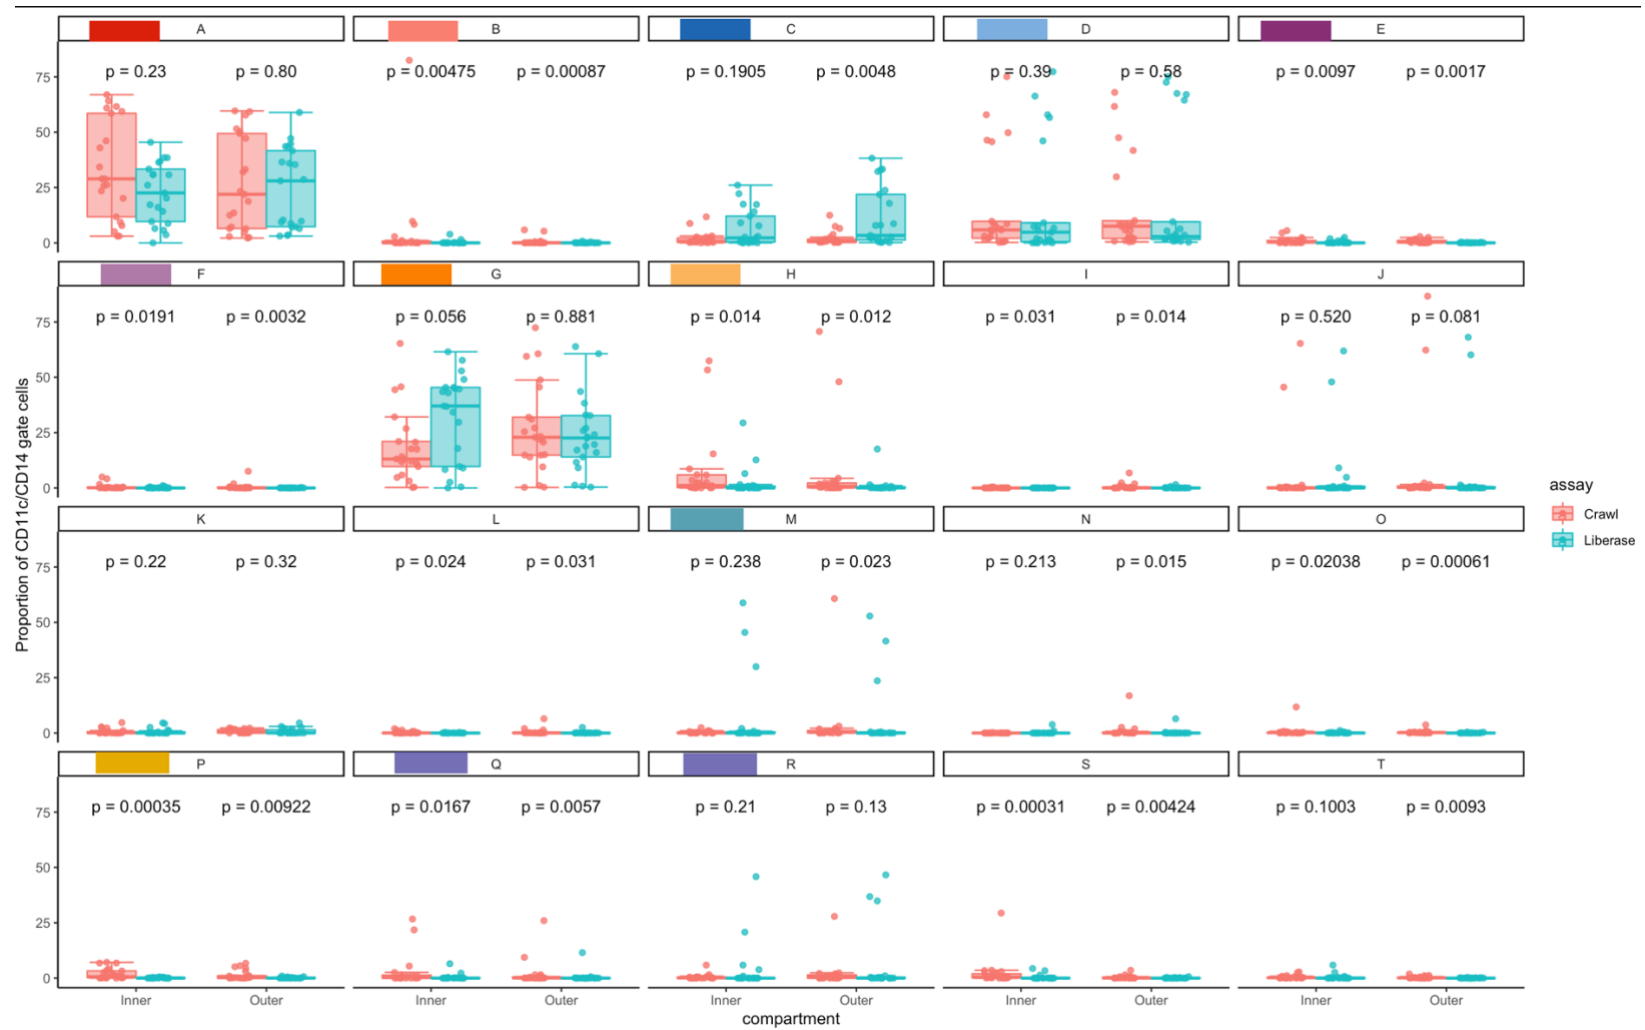 A B C D E
p = 0.23 p = 0.80 p = 0.00475 p = 0.00087 p = 0.1905 p = 0.0048 p = 0.39 p = 0.58 p = 0.0097 p = 0.0017
75
50
25
0
F G H I J
p = 0.0191 p = 0.0032 p = 0.056 p = 0.881 p = 0.014 p = 0.012 p = 0.031 p = 0.014 p = 0.520 p = 0.081
75
50
25
0
Proportion of CD11c/CD14 gate cells
assay
Crawl
Liberase
K L M N O
p = 0.22 p = 0.32 p = 0.024 p = 0.031 p = 0.238 p = 0.023 p = 0.213 p = 0.015 p = 0.02038 p = 0.00061
75
50
25
0
P Q R S T
p = 0.00035 p = 0.00922 p = 0.0167 p = 0.0057 p = 0.21 p = 0.13 p = 0.00031 p = 0.00424 p = 0.1003 p = 0.0093
75
50
25
0
Inner Outer Inner Outer Inner Outer Inner Outer Inner Outer
compartment